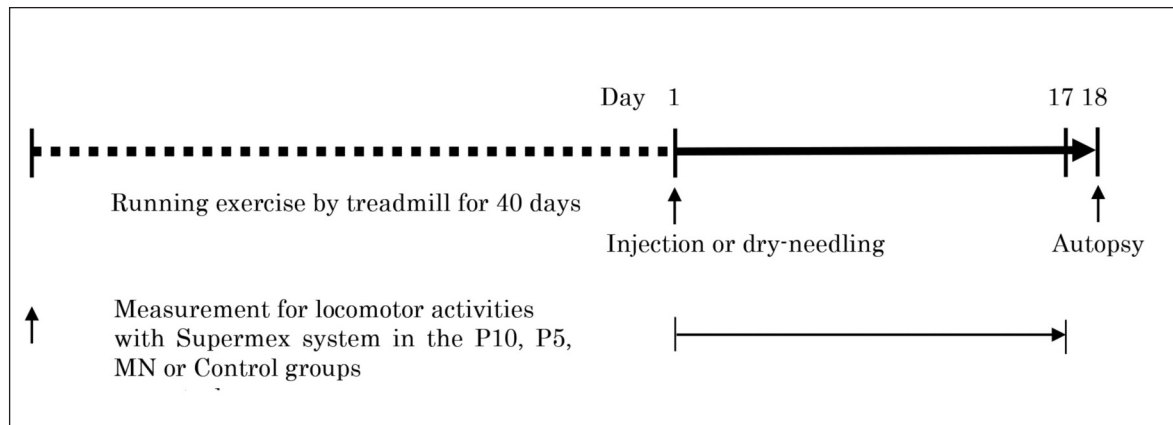 Day 1 17 18
Running exercise by treadmill for 40 days
Injection or dry-needling Autopsy
Measurement for locomotor activities
with Supermex system in the P10, P5,
MN or Control groups